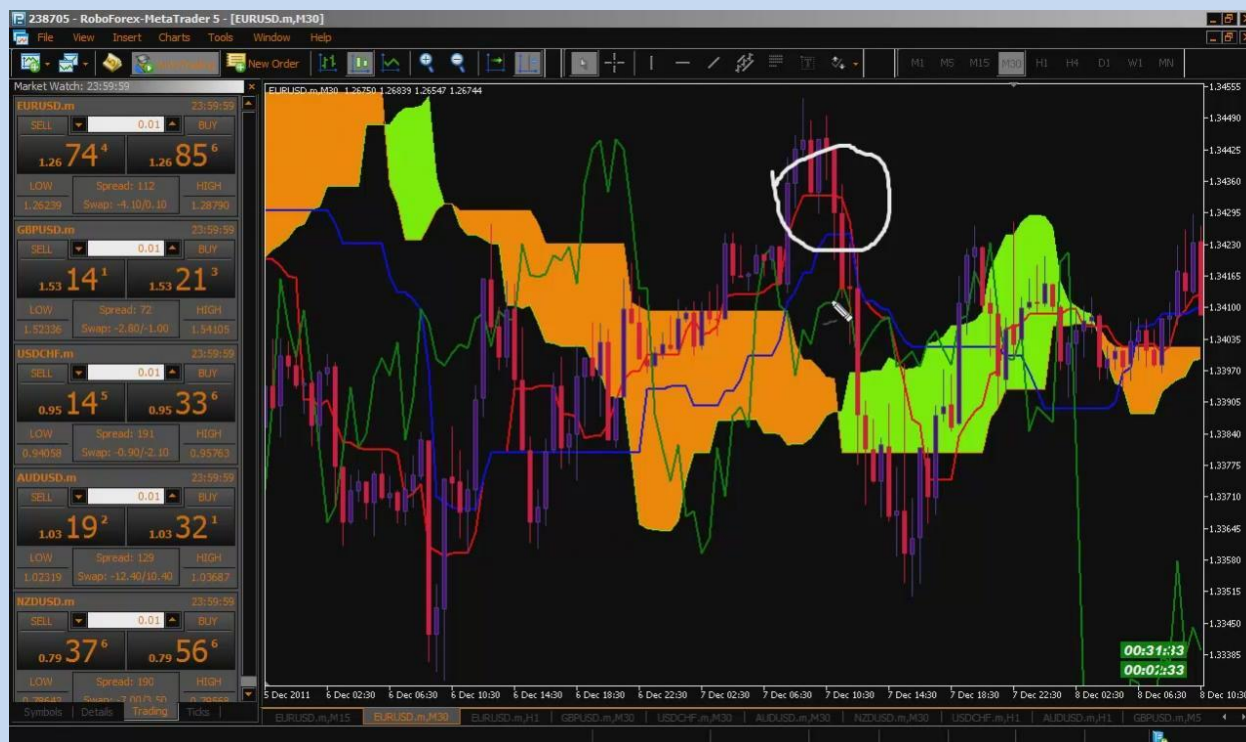 238705 - RoboForex-MetaTrader 5 - [EURUSD.m,M30]
File View Insert Charts Tools Window Help
New Order M1 M5 M15 M30 H1 H4 D1 W1 MN
Market Watch: 23:59:59
EURUSD.m 23:59:59
SELL 0.01 BUY
1.26 74 4 1.26 85 6
LOW Spread: 112 HIGH
1.26239 Swap: -4.10/0.10 1.28790
GBPUSD.m 23:59:59
SELL 0.01 BUY
1.53 14 1 1.53 21 3
LOW Spread: 72 HIGH
1.52336 Swap: -2.60/-1.00 1.54105
USDCHF.m 23:59:59
SELL 0.01 BUY
0.95 14 5 0.95 33 6
LOW Spread: 191 HIGH
0.94058 Swap: -0.90/-2.10 0.95763
AUDUSD.m 23:59:59
SELL 0.01 BUY
1.03 19 2 1.03 32 1
LOW Spread: 129 HIGH
1.02319 Swap: -12.40/10.40 1.03687
NZDUSD.m 23:59:59
SELL 0.01 BUY
0.79 37 6 0.79 56 6
LOW Spread: 190 HIGH
Symbols Details Trading Ticks
EURUSD.m,M30 1.26750 1.26839 1.26547 1.26744
1.34555
1.34490
1.34425
1.34360
1.34295
1.34230
1.34165
1.34100
1.34035
1.33970
1.33905
1.33840
1.33775
1.33710
1.33645
1.33580
1.33515
1.33450
1.33385
00:31:33
00:02:33
5 Dec 2011 6 Dec 02:30 6 Dec 06:30 6 Dec 10:30 6 Dec 14:30 6 Dec 18:30 6 Dec 22:30 7 Dec 02:30 7 Dec 06:30 7 Dec 10:30 7 Dec 14:30 7 Dec 18:30 7 Dec 22:30 8 Dec 02:30 8 Dec 06:30 8 Dec 10:30
EURUSD.m,M15 EURUSD.m,M30 EURUSD.m,H1 GBPUSD.m,M30 USDCHF.m,M30 AUDUSD.m,M30 NZDUSD.m,M30 USDCHF.m,H1 AUDUSD.m,H1 GBPUSD.m,M5